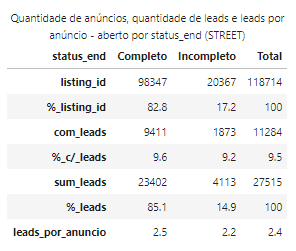 Quantidade de anúncios, quantidade de leads e leads por
anúncio - aberto por status_end (STREET)
status_end Completo Incompleto Total
listing_id 98347 20367 118714
%_listing_id 82.8 17.2 100
com_leads 9411 1873 11284
%_c/_leads 9.6 9.2 9.5
sum_leads 23402 4113 27515
%_leads 85.1 14.9 100
leads_por_anuncio 2.5 2.2 2.4